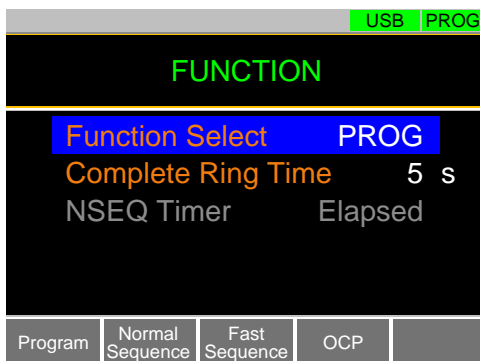 USB PROG
FUNCTION
Function Select PROG
Complete Ring Time 5 s
NSEQ Timer Elapsed
Program Normal Sequence Fast Sequence OCP